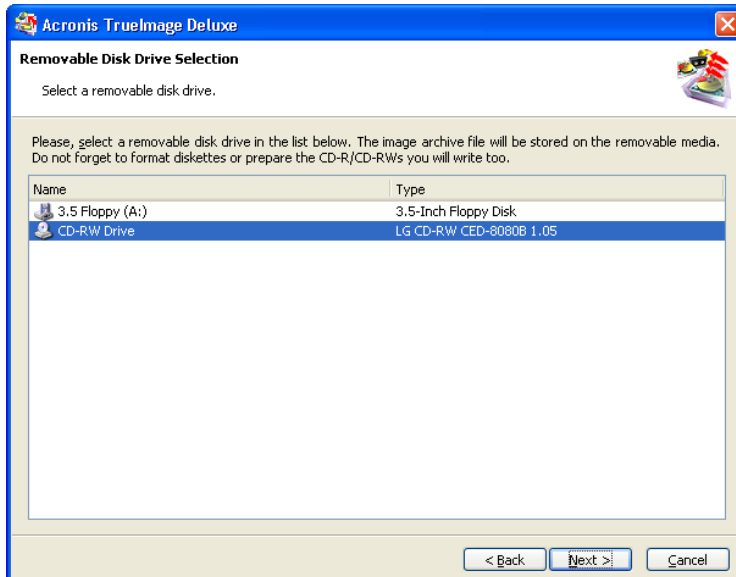 Acronis TrueImage Deluxe
Removable Disk Drive Selection
Select a removable disk drive.
Please, select a removable disk drive in the list below. The image archive file will be stored on the removable media.
Do not forget to format diskettes or prepare the CD-R/CD-RWs you will write too.
Name Type
3.5 Floppy (A:) 3.5-Inch Floppy Disk
CD-RW Drive LG CD-RW CED-8080B 1.05
< Back Next > Cancel